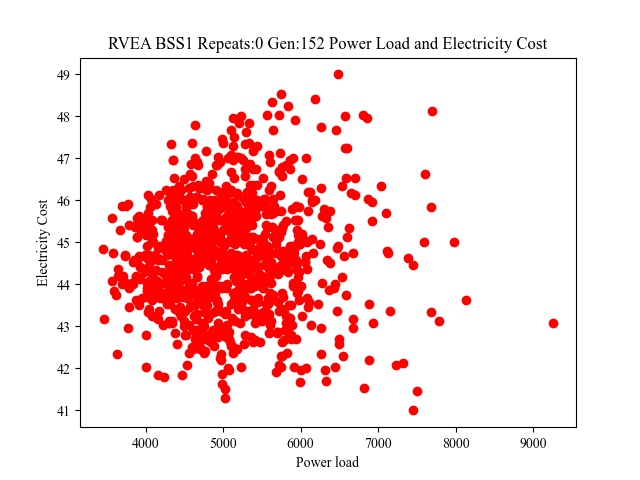 RVEA BSS1 Repeats:0 Gen:152 Power Load and Electricity Cost
49
48
47
46
45
44
43
42
41
Electricity Cost
4000 5000 6000 7000 8000 9000
Power load